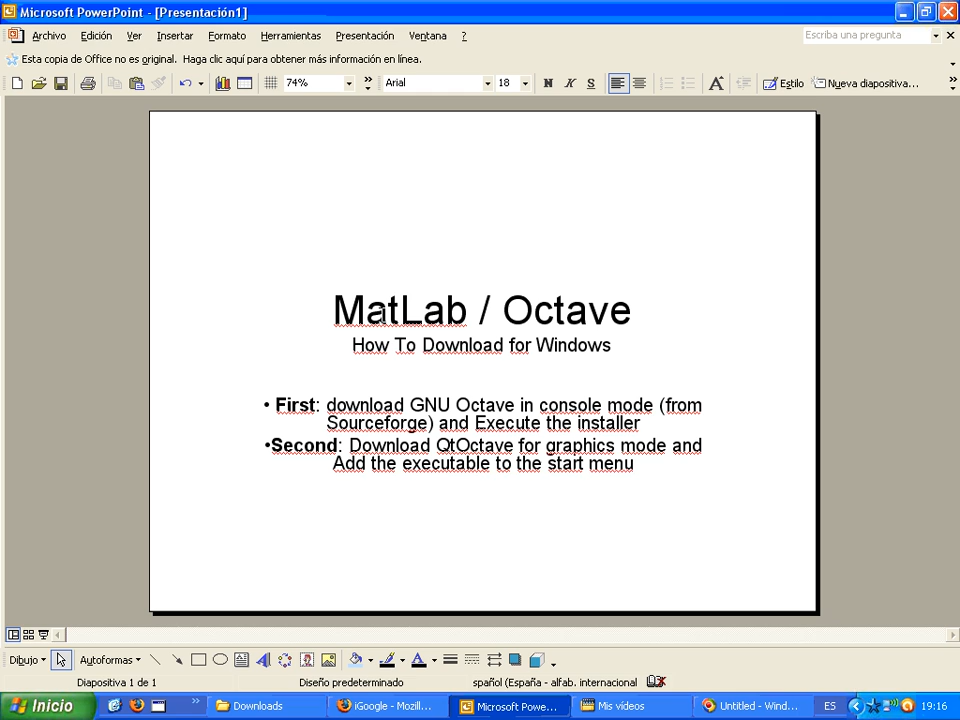 Microsoft PowerPoint - [Presentación1]
Archivo Edición Ver Insertar Formato Herramientas Presentación Ventana ? Escriba una pregunta
Esta copia de Office no es original. Haga clic aquí para obtener más información en línea.
74% Arial 18 N K S A Estilo Nueva diapositiva...
MatLab / Octave
How To Download for Windows
• First: download GNU Octave in console mode (from
Sourceforge) and Execute the installer
•Second: Download QtOctave for graphics mode and
Add the executable to the start menu
Dibujo Autoformas A
Diapositiva 1 de 1 Diseño predeterminado spañol (España - alfab. internacional
Inicio Downloads iGoogle - Mozill... Microsoft Powe... Mis vídeos Untitled - Wind... ES 19:16